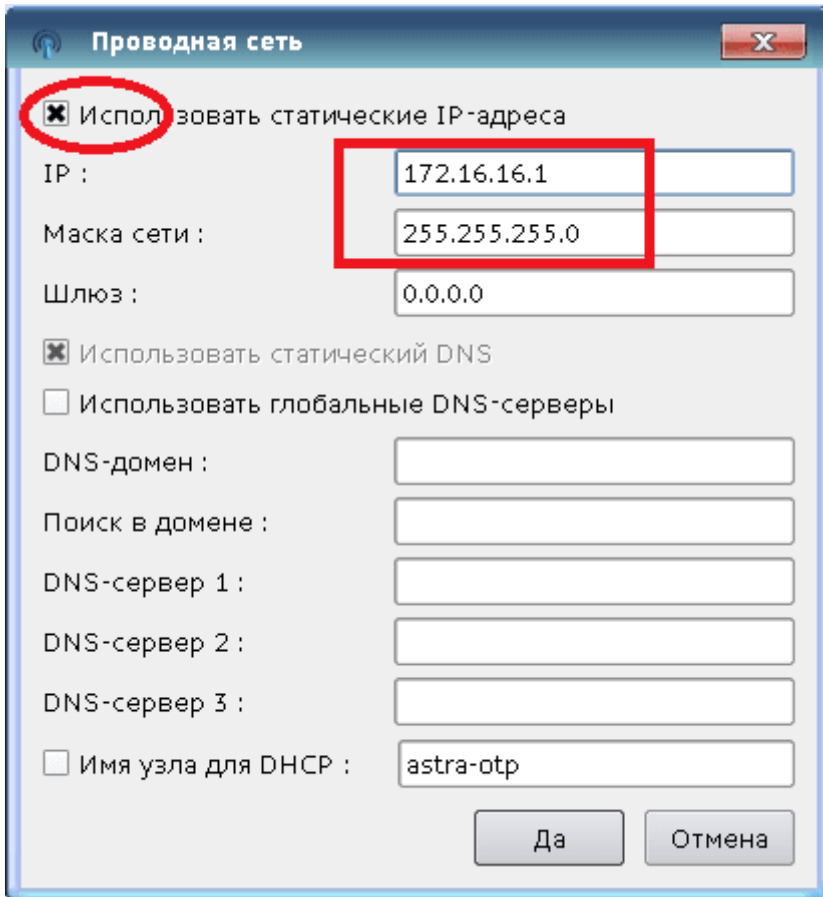 Проводная сеть
Использовать статические IP-адреса
IP : 172.16.16.1
Маска сети : 255.255.255.0
Шлюз : 0.0.0.0
Использовать статический DNS
Использовать глобальные DNS-серверы
DNS-домен :
Поиск в домене :
DNS-сервер 1 :
DNS-сервер 2 :
DNS-сервер 3 :
Имя узла для DHCP : astra-otp
Да Отмена